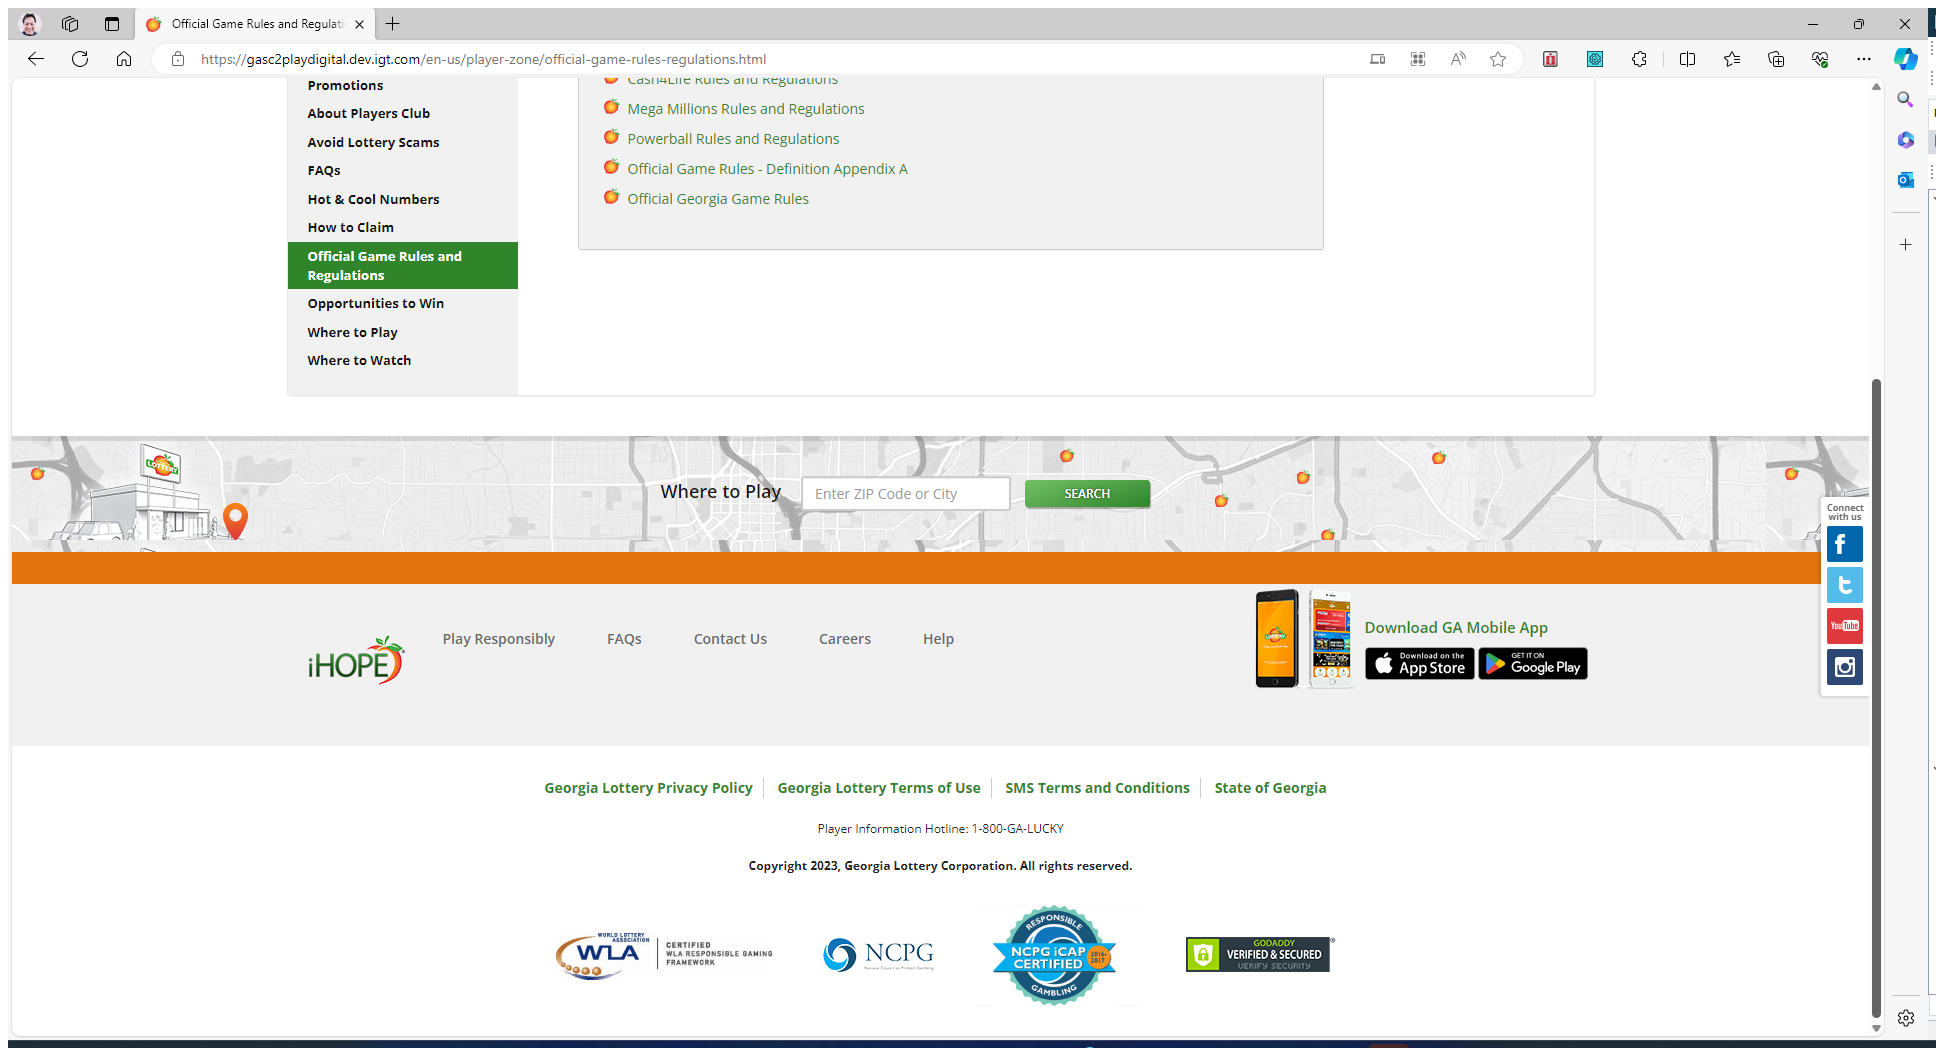 Official Game Rules and Regulati
https://gasc2playdigital.dev.igt.com/en-us/player-zone/official-game-rules-regulations.html
Promotions
About Players Club
Avoid Lottery Scams
FAQs
Hot & Cool Numbers
How to Claim
Official Game Rules and
Regulations
Opportunities to Win
Where to Play
Where to Watch
Cash4Life Rules and Regulations
Mega Millions Rules and Regulations
Powerball Rules and Regulations
Official Game Rules - Definition Appendix A
Official Georgia Game Rules
LOTTERY
Where to Play
Enter ZIP Code or City
SEARCH
Connect
with us
YouTube
iHOPE
Play Responsibly
FAQs
Contact Us
Careers
Help
Download GA Mobile App
Download on the
App Store
GET IT ON
Google Play
Georgia Lottery Privacy Policy
Georgia Lottery Terms of Use
SMS Terms and Conditions
State of Georgia
Player Information Hotline: 1-800-GA-LUCKY
Copyright 2023, Georgia Lottery Corporation. All rights reserved.
WORLD LOTTERY
ASSOCIATION
WLA
CERTIFIED
WLA RESPONSIBLE GAMING
FRAMEWORK
NCPG
National Council on Problem Gambling
RESPONSIBLE
NCPG iCAP
CERTIFIED
2016-
2017
GAMBLING
GODADDY
VERIFIED & SECURED
VERIFY SECURITY